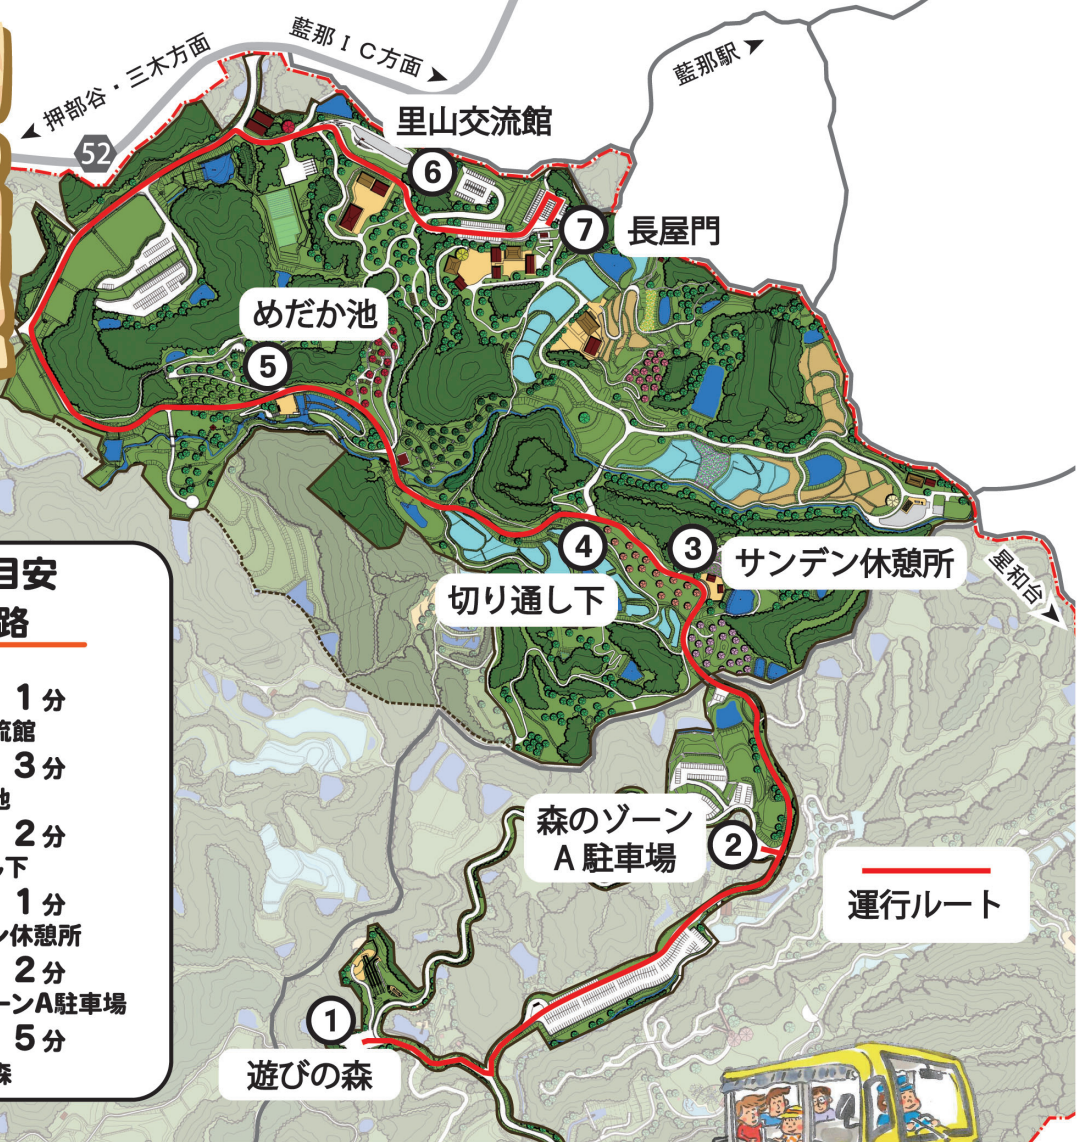 藍那IC方面
押部谷・三木方面
藍那駅
52
里山交流館
6
7 長屋門
めだか池
5
4
3 サンデン休憩所
切り通し下
星和台
目安
路
1分
流館
3分
池
2分
し下
1分
ン休憩所
2分
ーンA駐車場
5分
森
森のゾーン
A駐車場
2
運行ルート
1
遊びの森